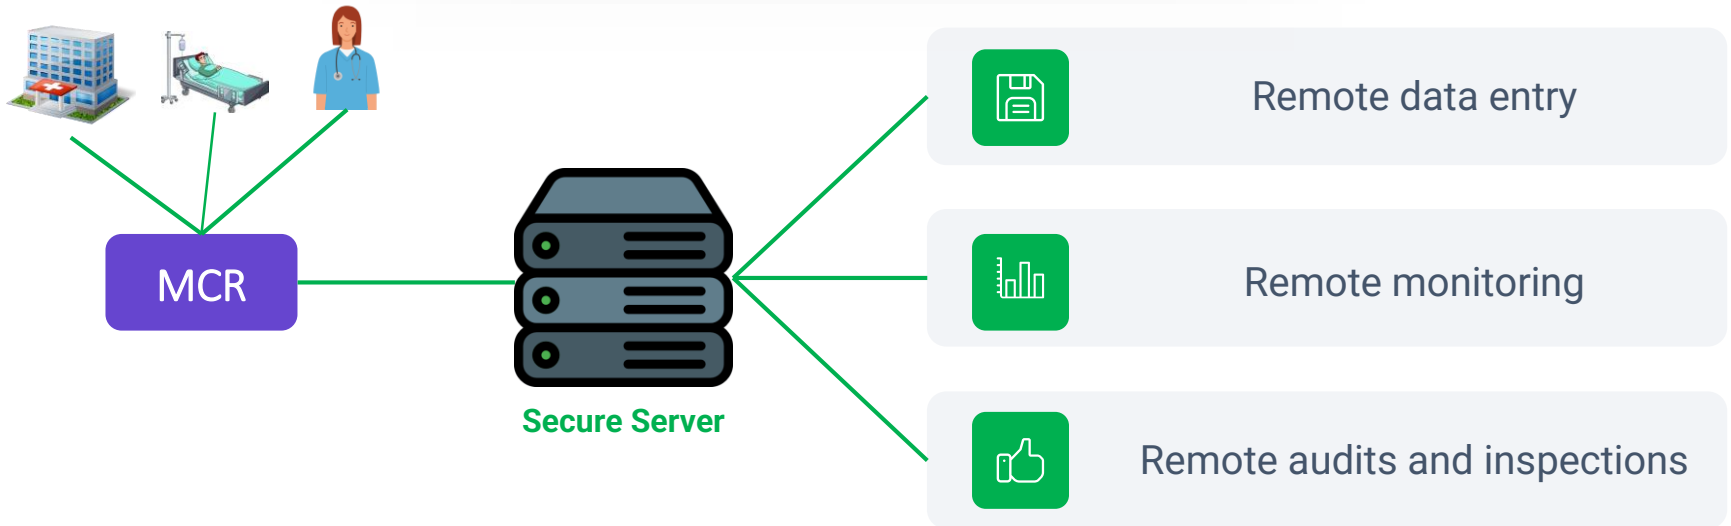 Remote data entry
MCR
Remote monitoring
Secure Server
Remote audits and inspections